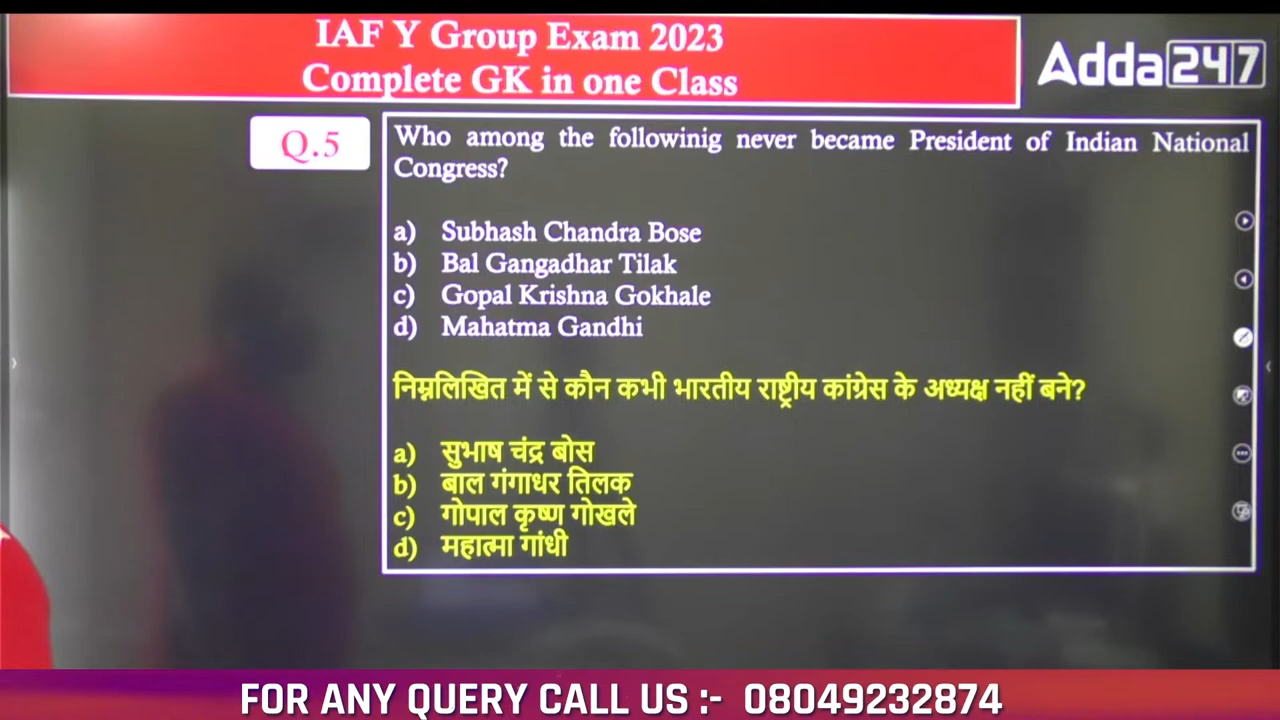 IAF Y Group Exam 2023
Complete GK in one Class
Adda247
Q.5
Who among the followinig never became President of Indian National
Congress?
a) Subhash Chandra Bose
b) Bal Gangadhar Tilak
c) Gopal Krishna Gokhale
d) Mahatma Gandhi
निम्नलिखित में से कौन कभी भारतीय राष्ट्रीय कांग्रेस के अध्यक्ष नहीं बने?
a) सुभाष चंद्र बोस
b) बाल गंगाधर तिलक
c) गोपाल कृष्ण गोखले
d) महात्मा गांधी
FOR ANY QUERY CALL US :- 08049232874